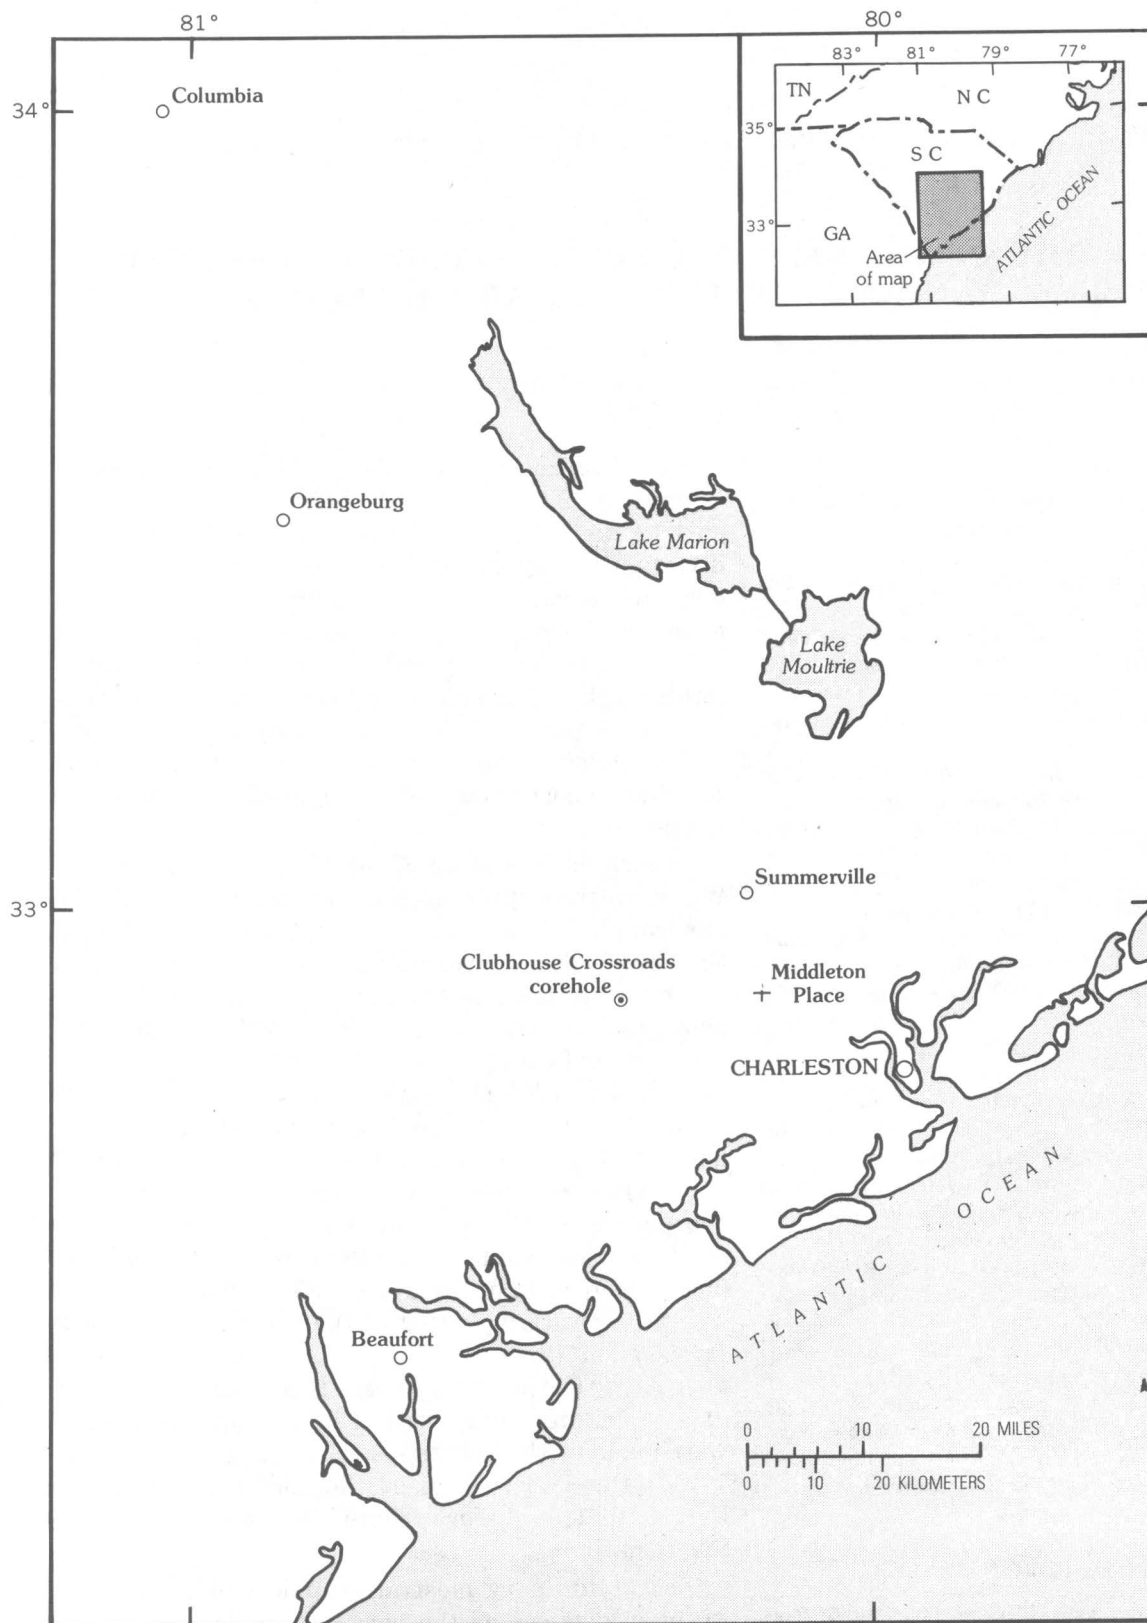 81°
80°
34°
Columbia
83° 81° 79° 77°
TN
N C
35°
S C
33°
GA
Area
of map
ATLANTIC OCEAN
Orangeburg
Lake Marion
Lake
Moultrie
Summerville
33°
Clubhouse Crossroads
corehole
Middleton
Place
CHARLESTON
ATLANTIC OCEAN
Beaufort
0 10 20 MILES
0 10 20 KILOMETERS